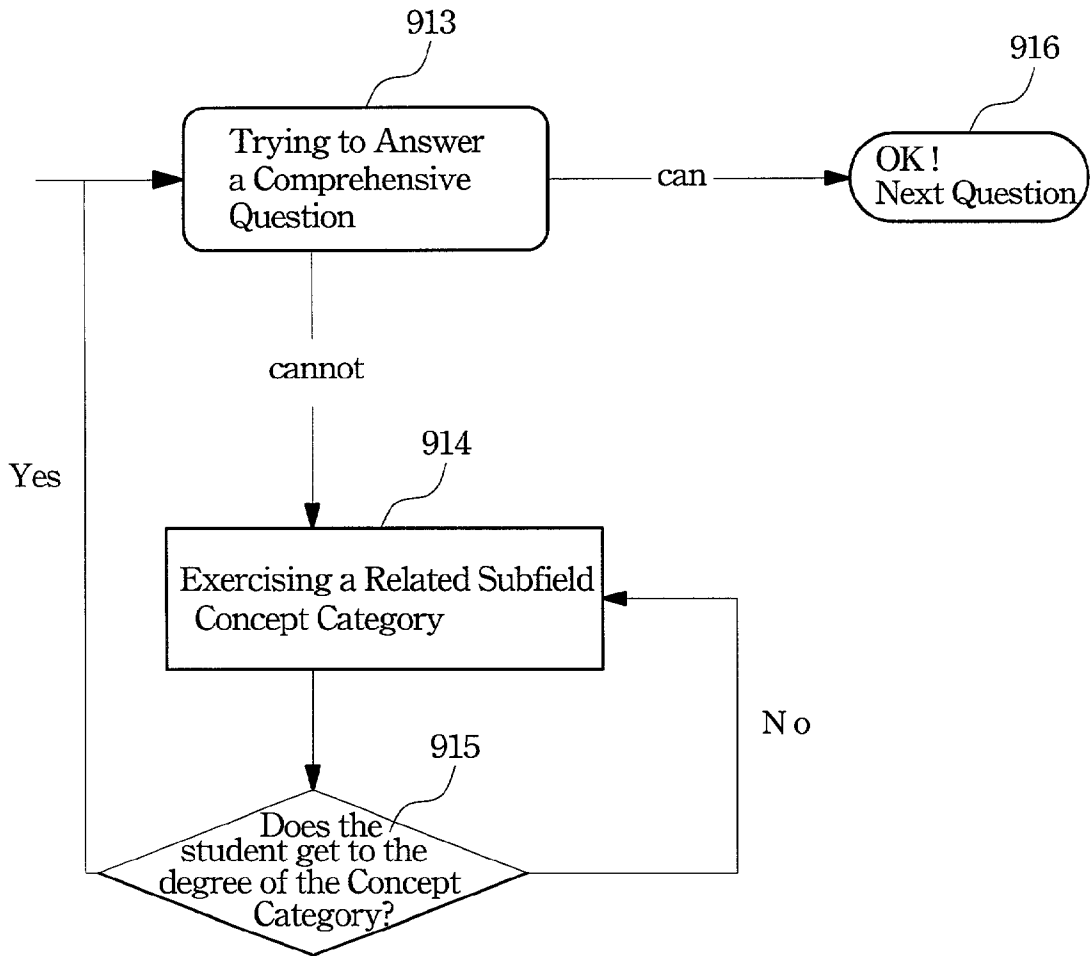 913
916
Trying to Answer
a Comprehensive
Question
can
OK !
Next Question
cannot
914
Yes
Exercising a Related Subfield
Concept Category
No
915
Does the
student get to the
degree of the Concept
Category?